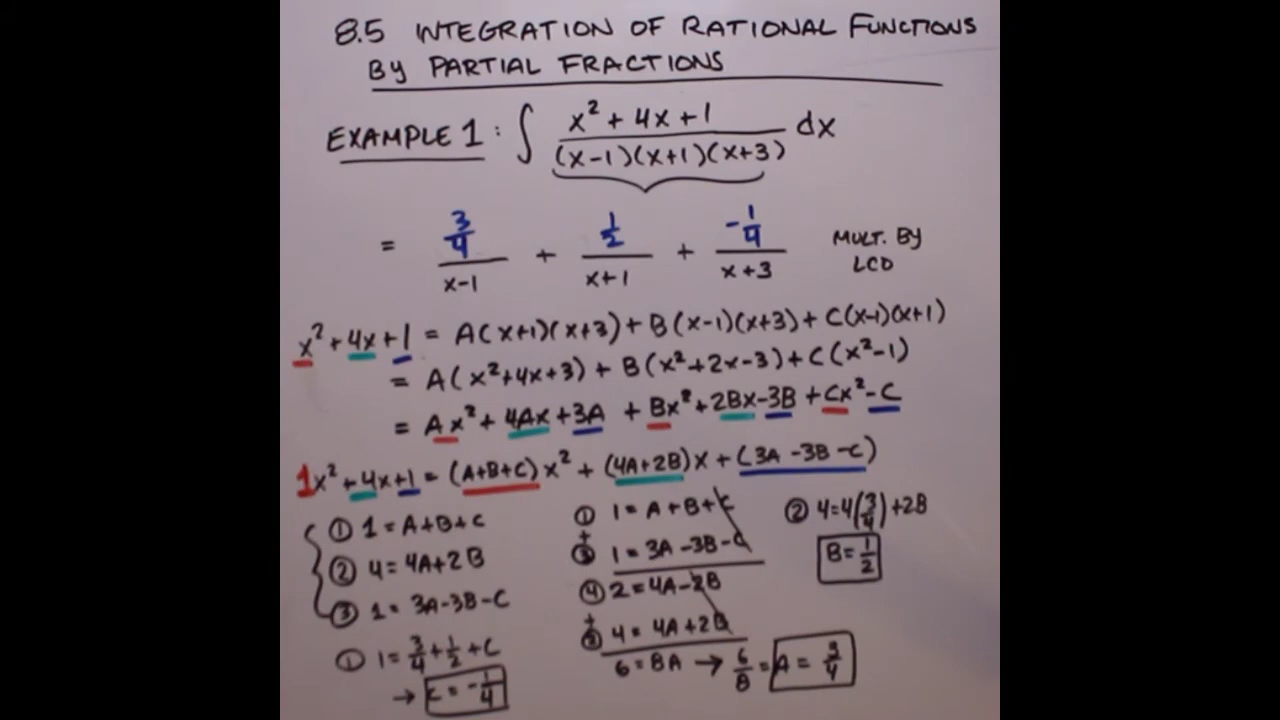 8.5 INTEGRATION OF RATIONAL FUNCTIONS
BY PARTIAL FRACTIONS
EXAMPLE 1: ∫ (x² + 4x + 1)/((x-1)(x+1)(x+3)) dx
= (3/4)/(x-1) + (1/2)/(x+1) + (-1/4)/(x+3) MULT. BY
LCD
x² + 4x + 1 = A(x+1)(x+3) + B(x-1)(x+3) + C(x-1)(x+1)
= A(x²+4x+3) + B(x²+2x-3) + C(x²-1)
= Ax² + 4Ax + 3A + Bx² + 2Bx - 3B + Cx² - C
1x² + 4x + 1 = (A+B+C)x² + (4A+2B)x + (3A-3B-C)
① 1 = A+B+C
② 4 = 4A+2B
③ 1 = 3A-3B-C
① 1 = 3/4 + 1/2 + C
→ C = -1/4
① 1 = A+B+C
+
③ 1 = 3A-3B-C
④ 2 = 4A-2B
+
② 4 = 4A+2B
6 = 8A → 6/8 = A = 3/4
② 4 = 4(3/4) + 2B
B = 1/2